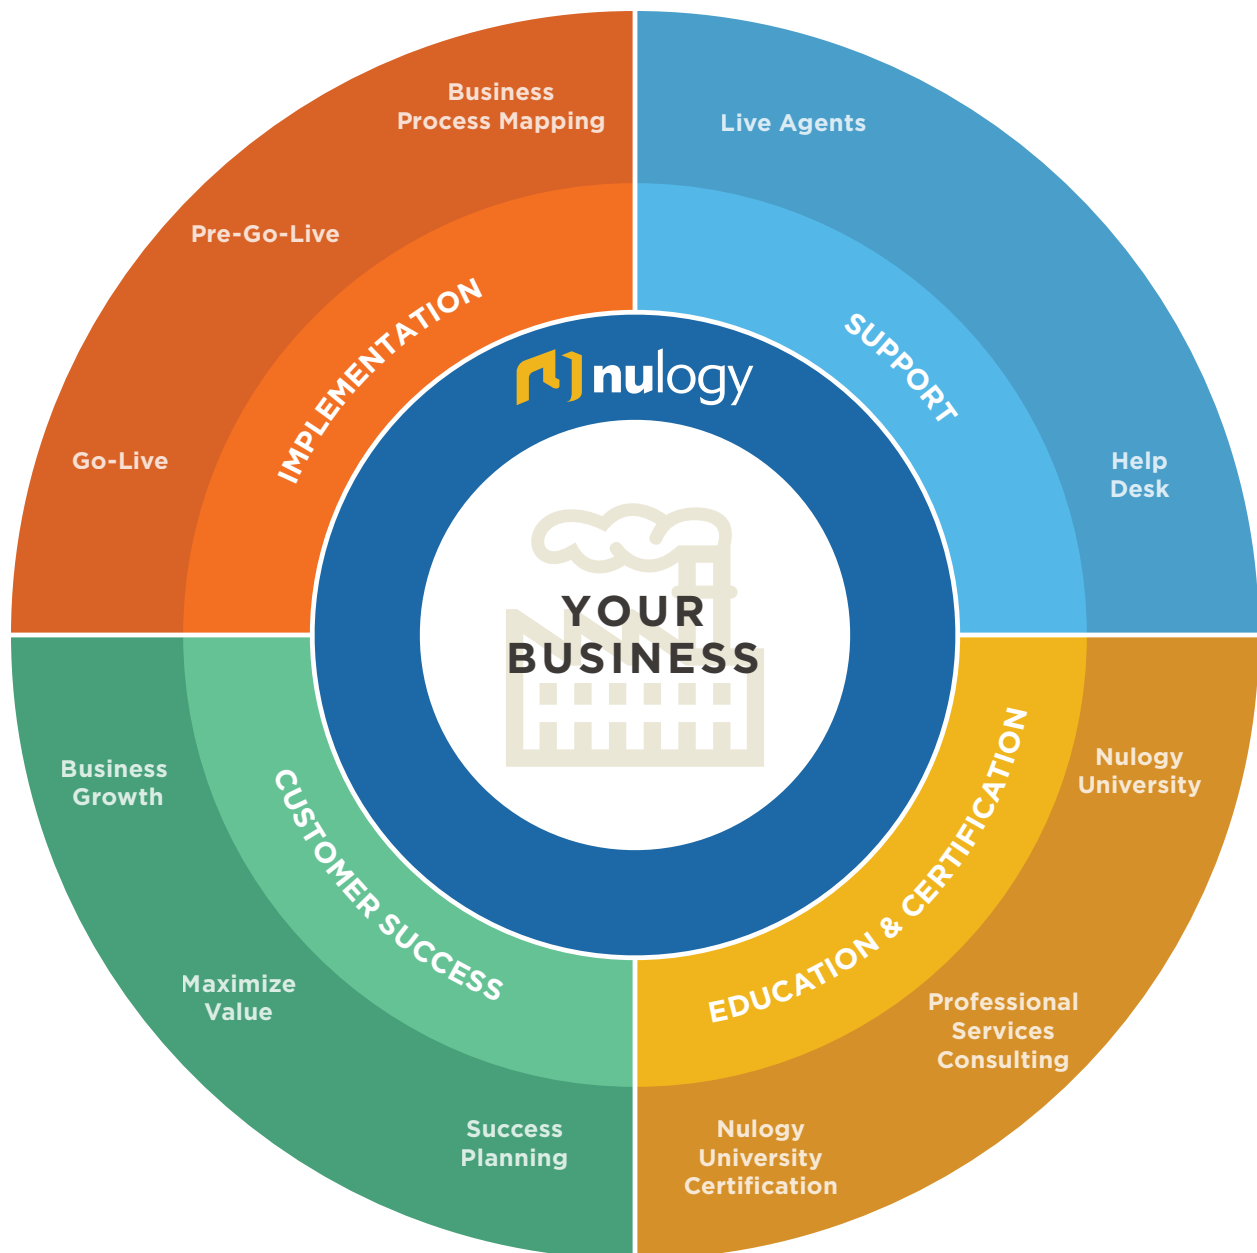 Business
Process Mapping
Pre-Go-Live
Go-Live
IMPLEMENTATION
Live Agents
Help
Desk
SUPPORT
nulogy
YOUR
BUSINESS
Business
Growth
Maximize
Value
Success
Planning
CUSTOMER SUCCESS
Nulogy
University
Professional
Services
Consulting
Nulogy
University
Certification
EDUCATION & CERTIFICATION